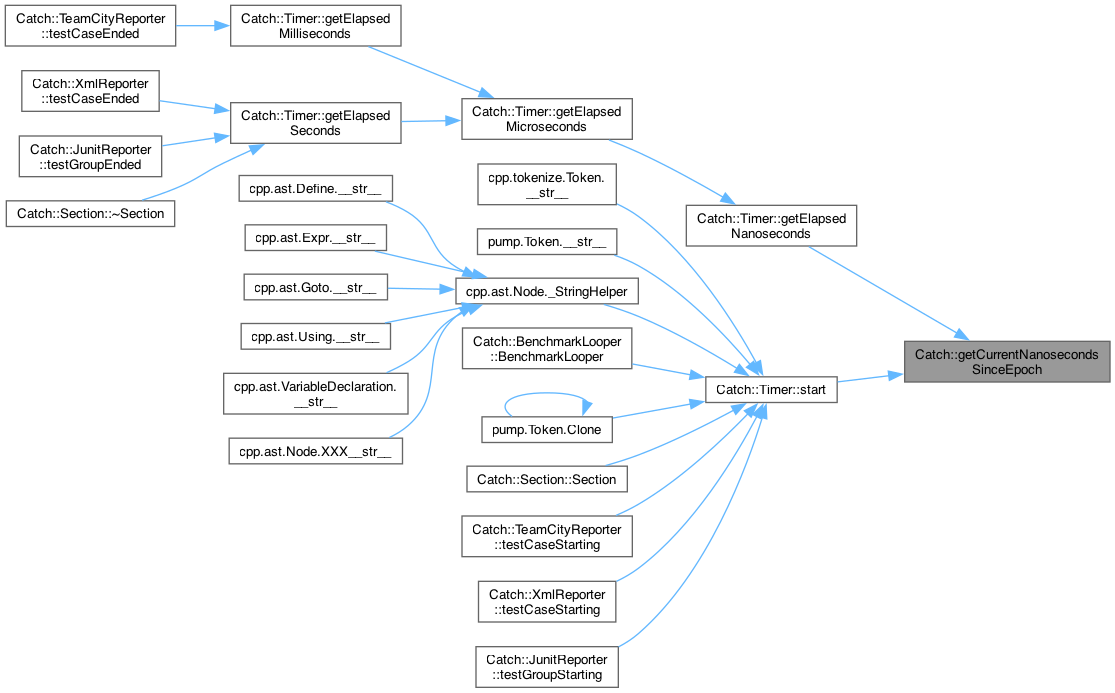 Catch::TeamCityReporter
::testCaseEnded
Catch::Timer::getElapsed
Milliseconds
Catch::XmlReporter
::testCaseEnded
Catch::Timer::getElapsed
Seconds
Catch::Timer::getElapsed
Microseconds
Catch::JunitReporter
::testGroupEnded
Catch::Section::~Section
cpp.ast.Define.__str__
cpp.tokenize.Token.
__str__
Catch::Timer::getElapsed
Nanoseconds
cpp.ast.Expr.__str__
pump.Token.__str__
cpp.ast.Goto.__str__
cpp.ast.Node._StringHelper
cpp.ast.Using.__str__
Catch::BenchmarkLooper
::BenchmarkLooper
Catch::getCurrentNanoseconds
SinceEpoch
cpp.ast.VariableDeclaration.
__str__
Catch::Timer::start
pump.Token.Clone
cpp.ast.Node.XXX__str__
Catch::Section::Section
Catch::TeamCityReporter
::testCaseStarting
Catch::XmlReporter
::testCaseStarting
Catch::JunitReporter
::testGroupStarting